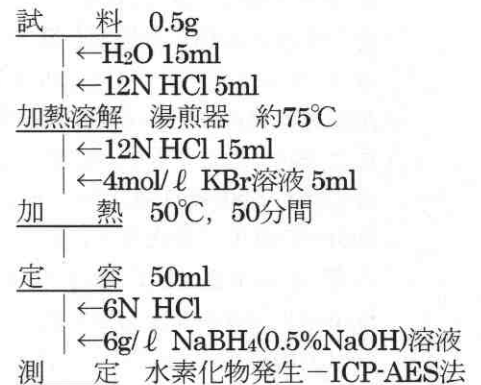 試　　料　0.5g
←H₂O 15ml
←12N HCl 5ml
加熱溶解　湯煎器　約75℃
←12N HCl 15ml
←4mol/ℓ KBr溶液 5ml
加　　熱　50℃，50分間
定　　容　50ml
←6N HCl
←6g/ℓ NaBH₄(0.5%NaOH)溶液
測　　定　水素化物発生－ICP-AES法